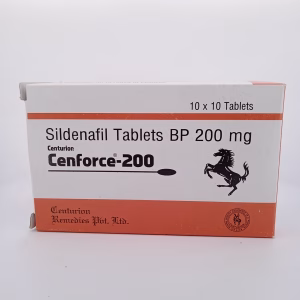 10 x 10 Tablets
Sildenafil Tablets BP 200 mg
Centurion
Cenforce®-200
Centurion
Remedies Pvt. Ltd.